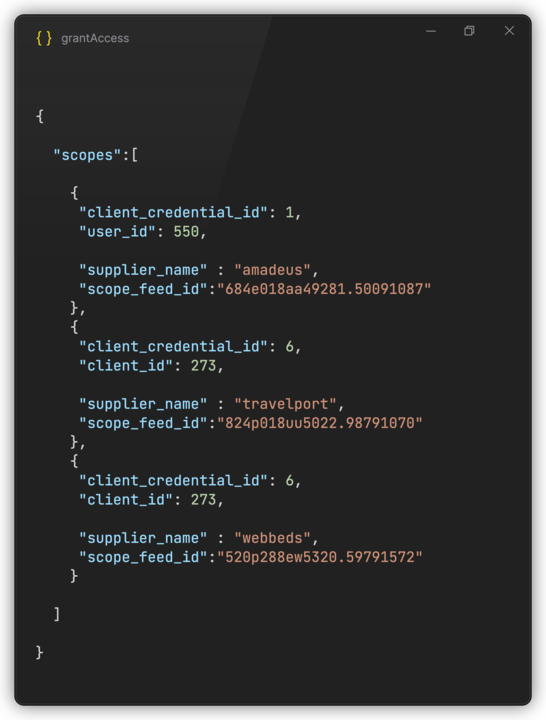 { } grantAccess
{
"scopes":[
{
"client_credential_id": 1,
"user_id": 550,
"supplier_name" : "amadeus",
"scope_feed_id":"684e018aa49281.50091087"
},
{
"client_credential_id": 6,
"client_id": 273,
"supplier_name" : "travelport",
"scope_feed_id":"824p018uu5022.98791070"
},
{
"client_credential_id": 6,
"client_id": 273,
"supplier_name" : "webbeds",
"scope_feed_id":"520p288ew5320.59791572"
}
]
}